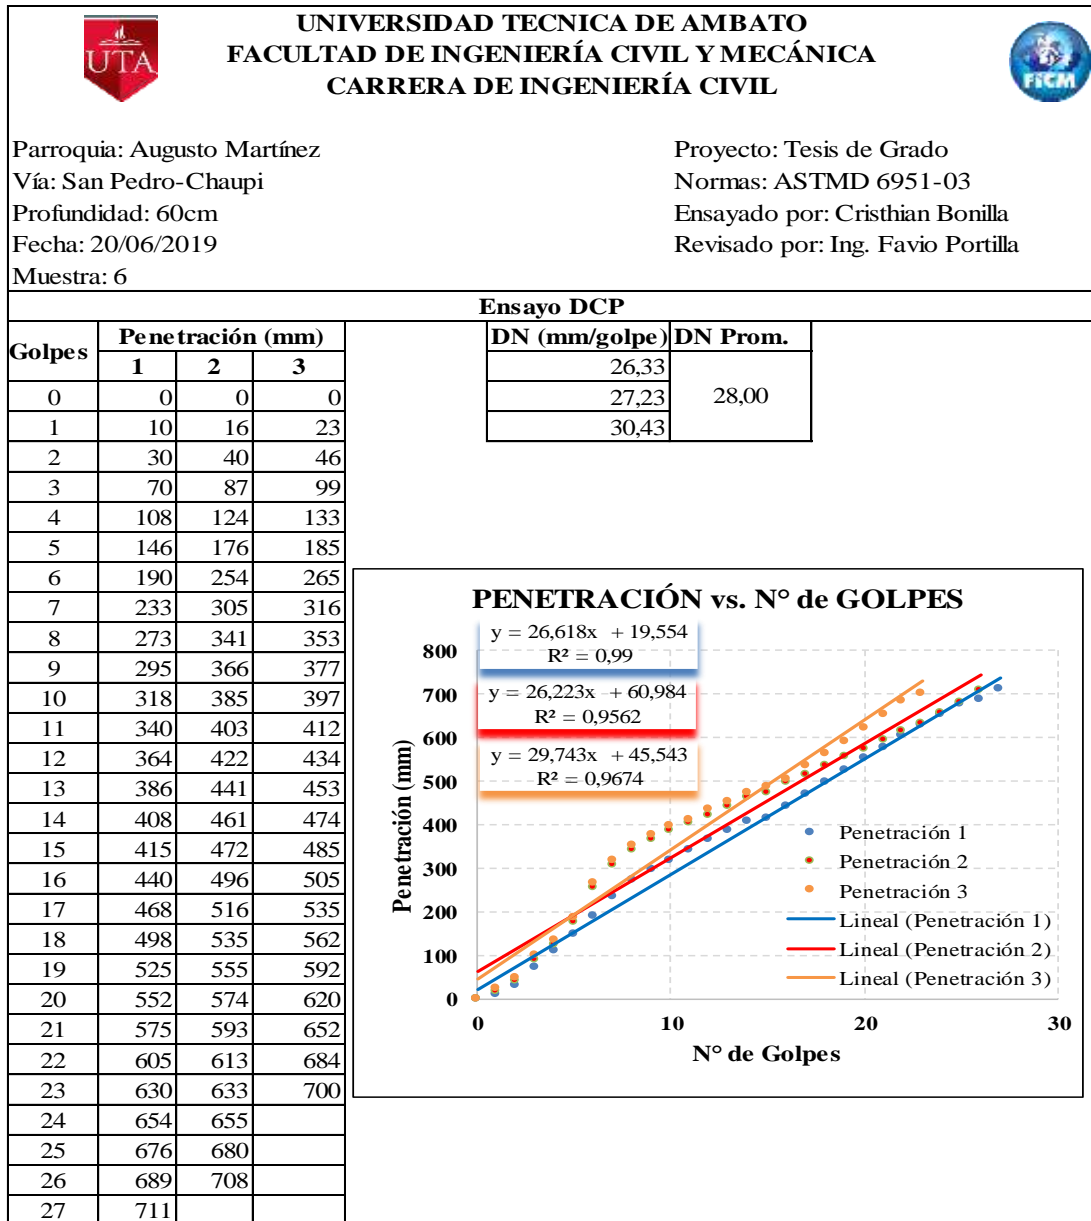 UNIVERSIDAD TECNICA DE AMBATO
FACULTAD DE INGENIERÍA CIVIL Y MECÁNICA
CARRERA DE INGENIERÍA CIVIL
UTA
FICM
Parroquia: Augusto Martínez
Vía: San Pedro-Chaupi
Profundidad: 60cm
Fecha: 20/06/2019
Muestra: 6
Proyecto: Tesis de Grado
Normas: ASTMD 6951-03
Ensayado por: Cristhian Bonilla
Revisado por: Ing. Favio Portilla
Ensayo DCP
Golpes Penetración (mm)
1 2 3
0 0 0 0
1 10 16 23
2 30 40 46
3 70 87 99
4 108 124 133
5 146 176 185
6 190 254 265
7 233 305 316
8 273 341 353
9 295 366 377
10 318 385 397
11 340 403 412
12 364 422 434
13 386 441 453
14 408 461 474
15 415 472 485
16 440 496 505
17 468 516 535
18 498 535 562
19 525 555 592
20 552 574 620
21 575 593 652
22 605 613 684
23 630 633 700
24 654 655
25 676 680
26 689 708
27 711
DN (mm/golpe) DN Prom.
26,33
27,23 28,00
30,43
PENETRACIÓN vs. N° de GOLPES
y = 26,618x + 19,554
R² = 0,99
y = 26,223x + 60,984
R² = 0,9562
y = 29,743x + 45,543
R² = 0,9674
Penetración (mm)
800
700
600
500
400
300
200
100
0
0 10 20 30
N° de Golpes
Penetración 1
Penetración 2
Penetración 3
Lineal (Penetración 1)
Lineal (Penetración 2)
Lineal (Penetración 3)